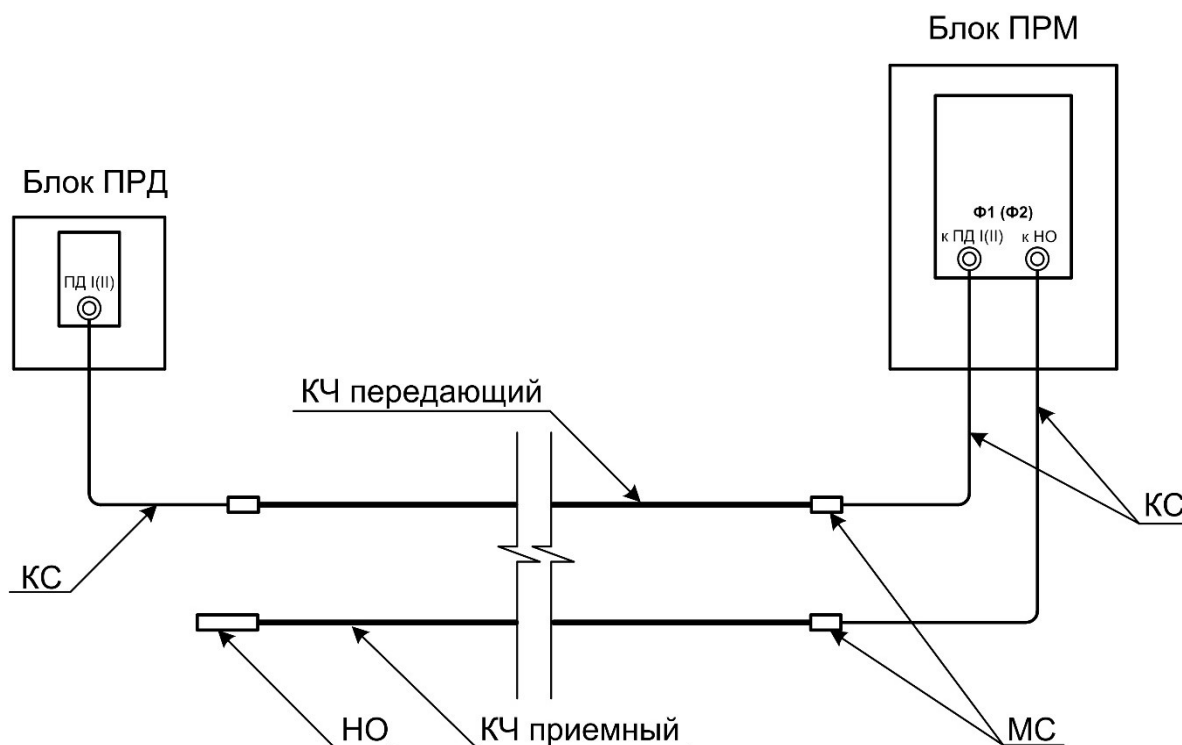 Блок ПРМ
Блок ПРД
Ф1 (Ф2)
к ПД I(II)
к НО
ПД I(II)
КЧ передающий
КС
КС
НО
КЧ приемный
МС